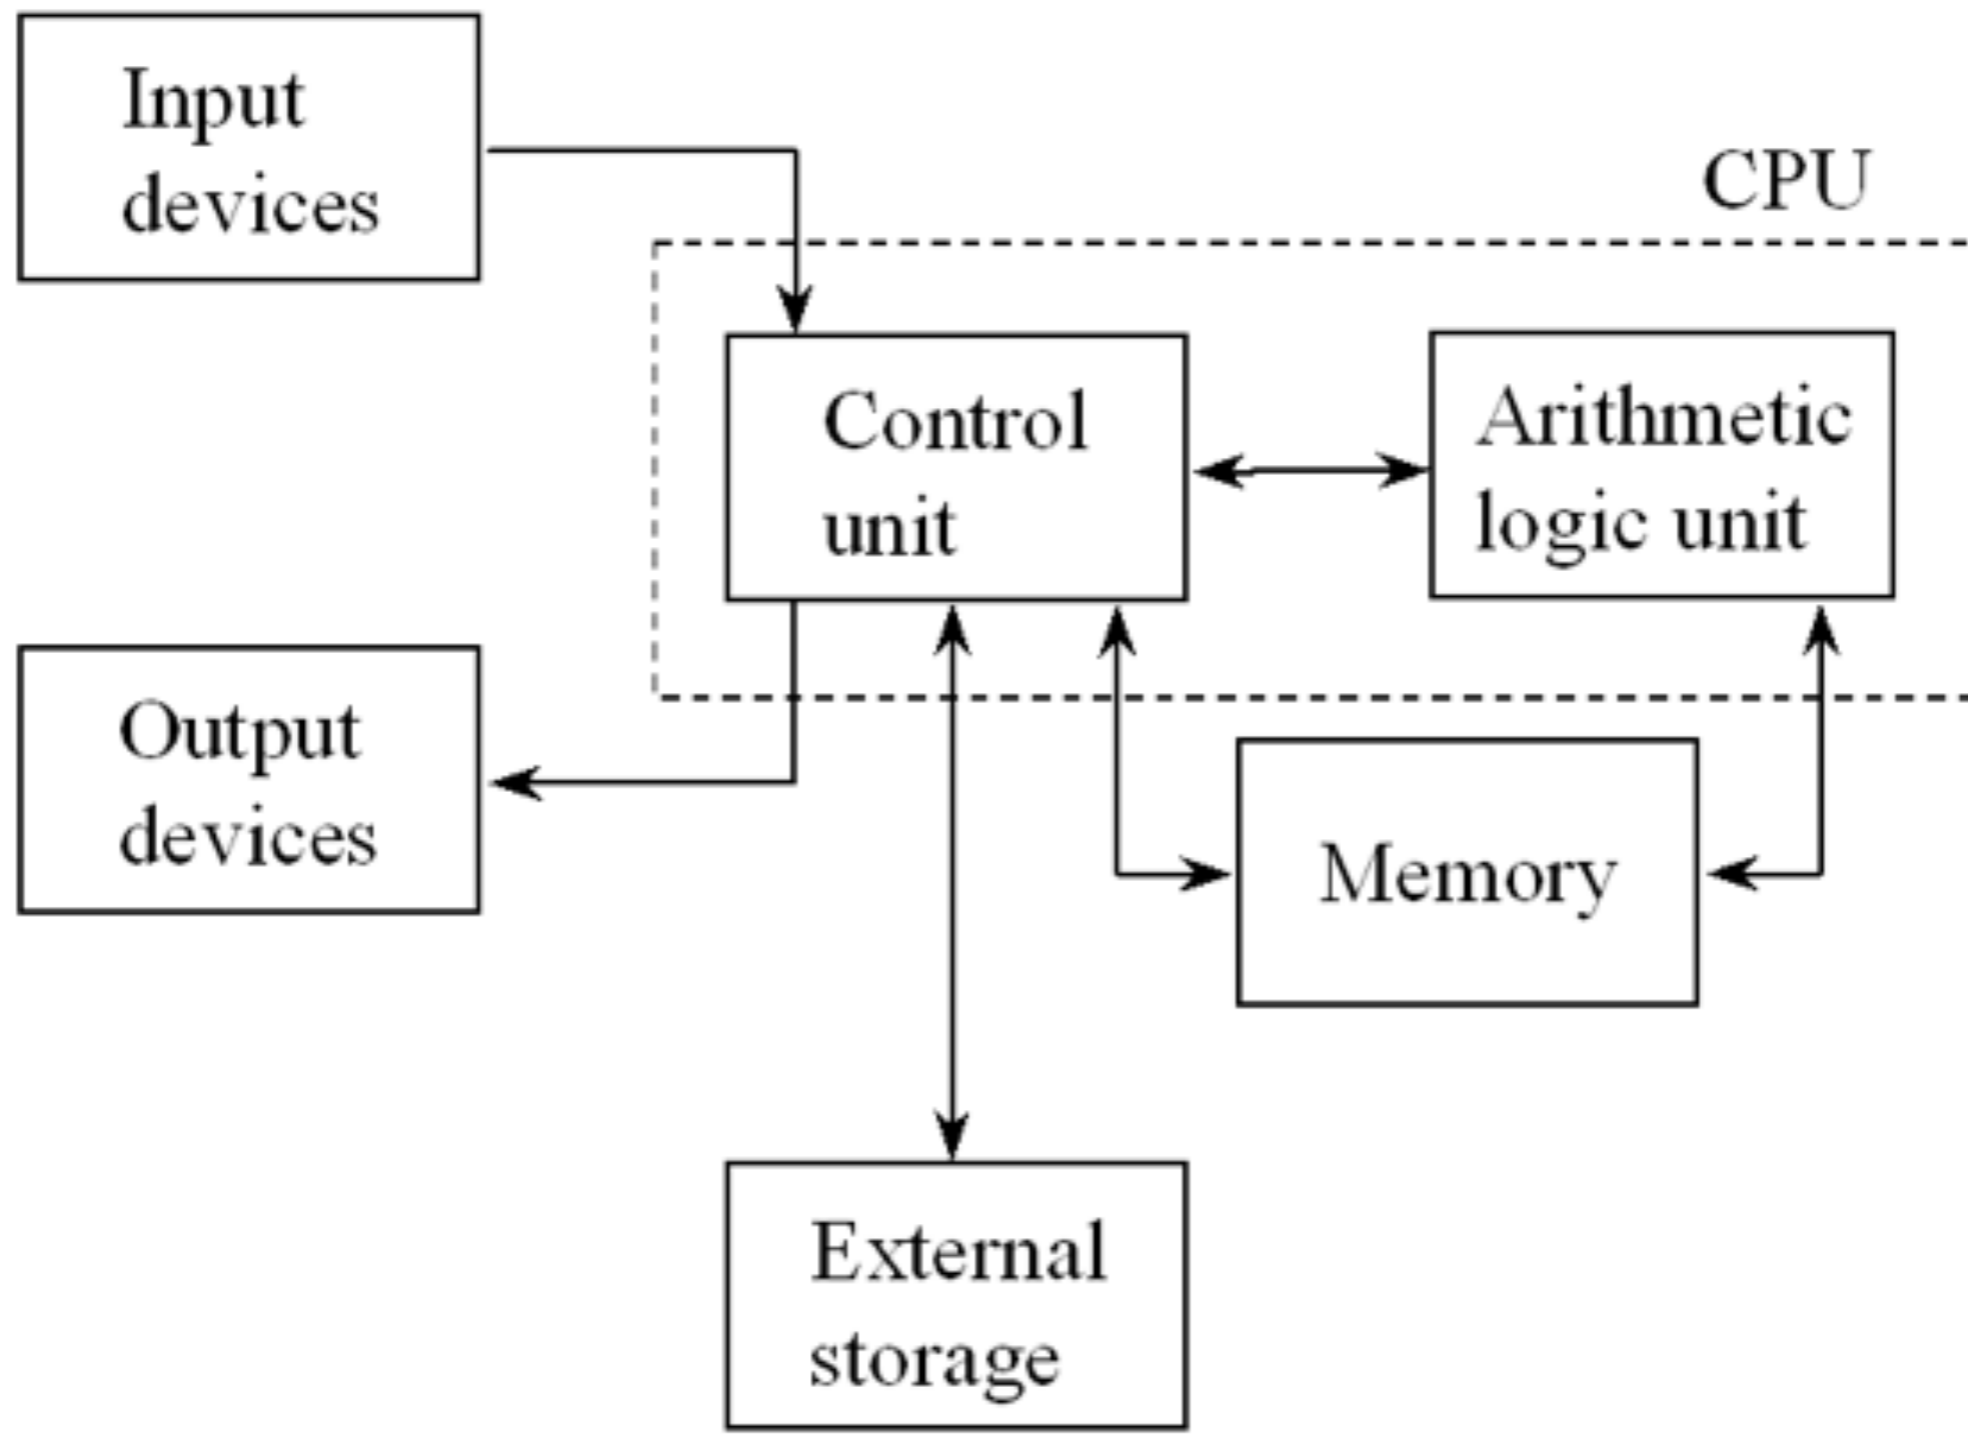 Input
devices
CPU
Control
unit
Arithmetic
logic unit
Output
devices
Memory
External
storage